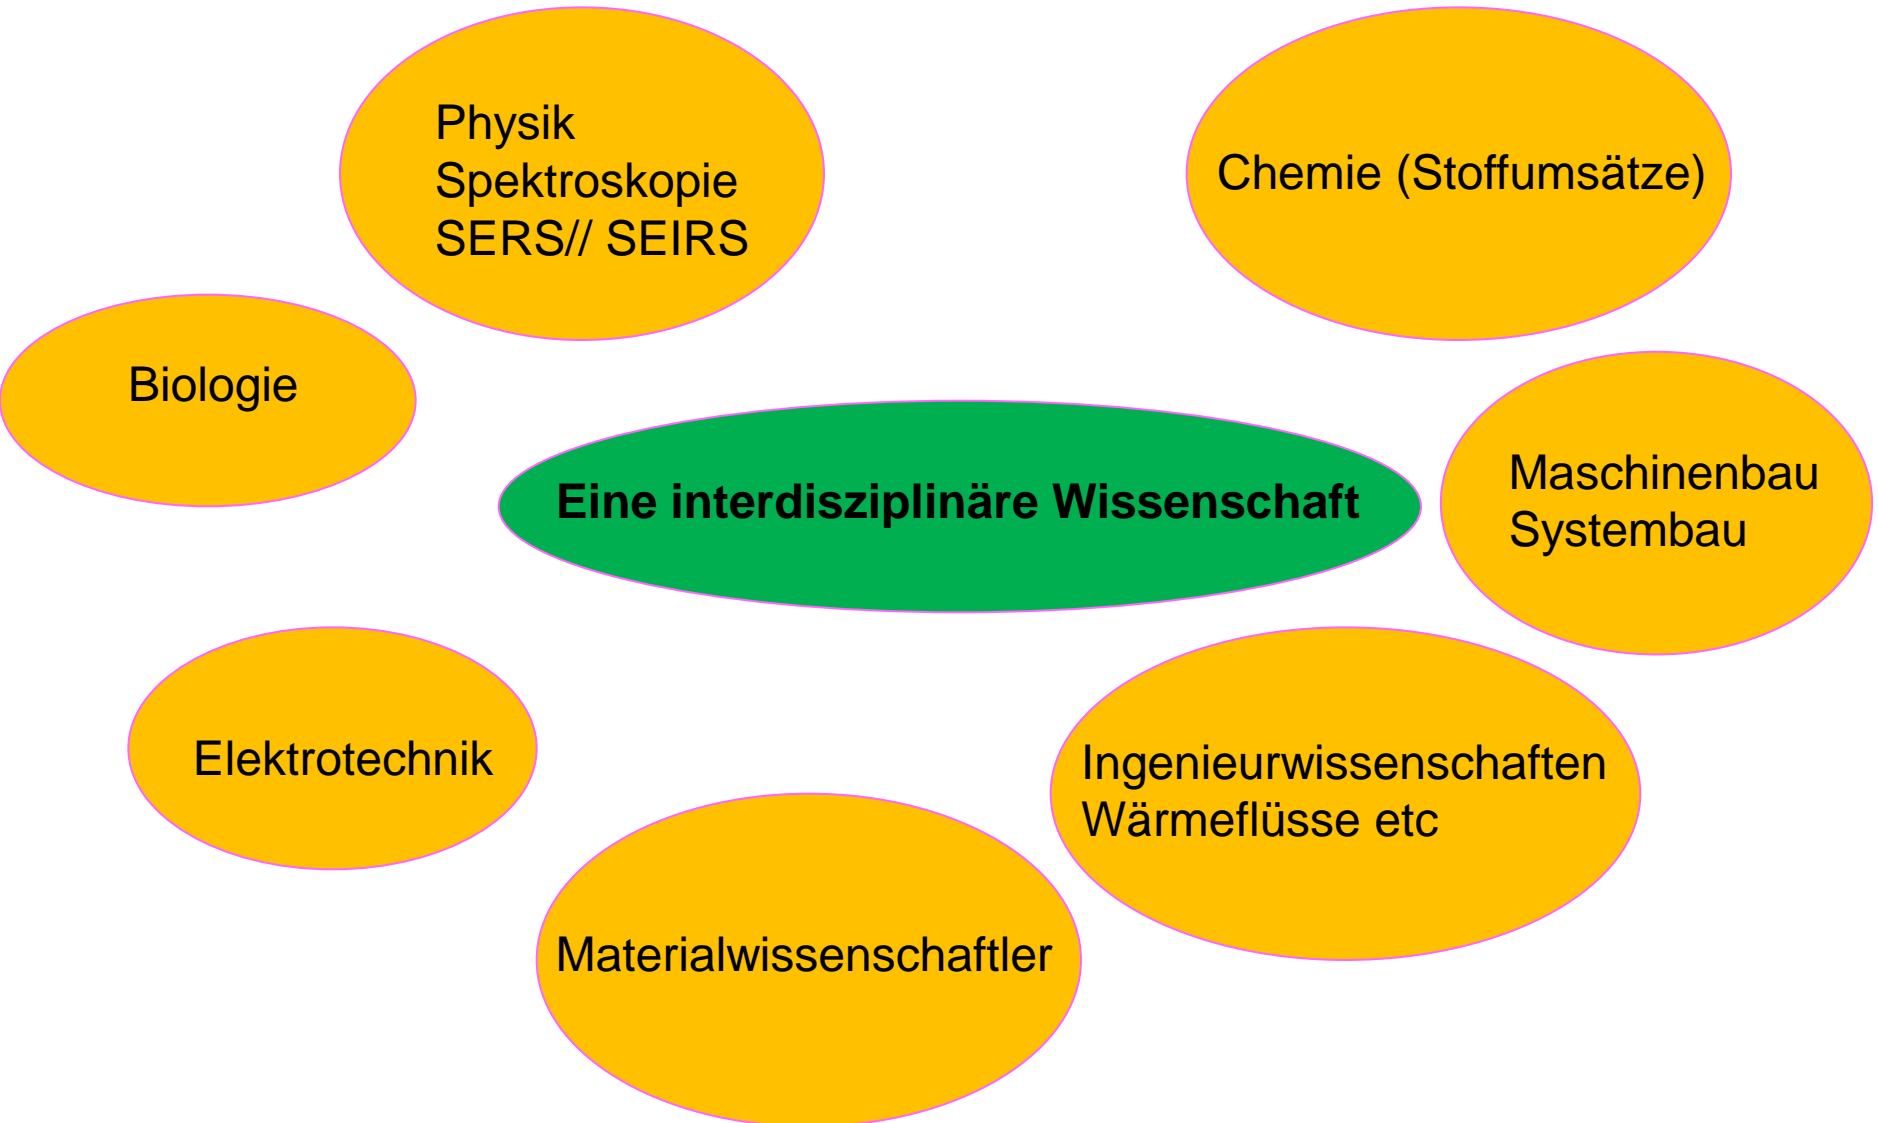 Physik
Spektroskopie
SERS// SEIRS
Chemie (Stoffumsätze)
Biologie
Eine interdisziplinäre Wissenschaft
Maschinenbau
Systembau
Elektrotechnik
Ingenieurwissenschaften
Wärmeflüsse etc
Materialwissenschaftler